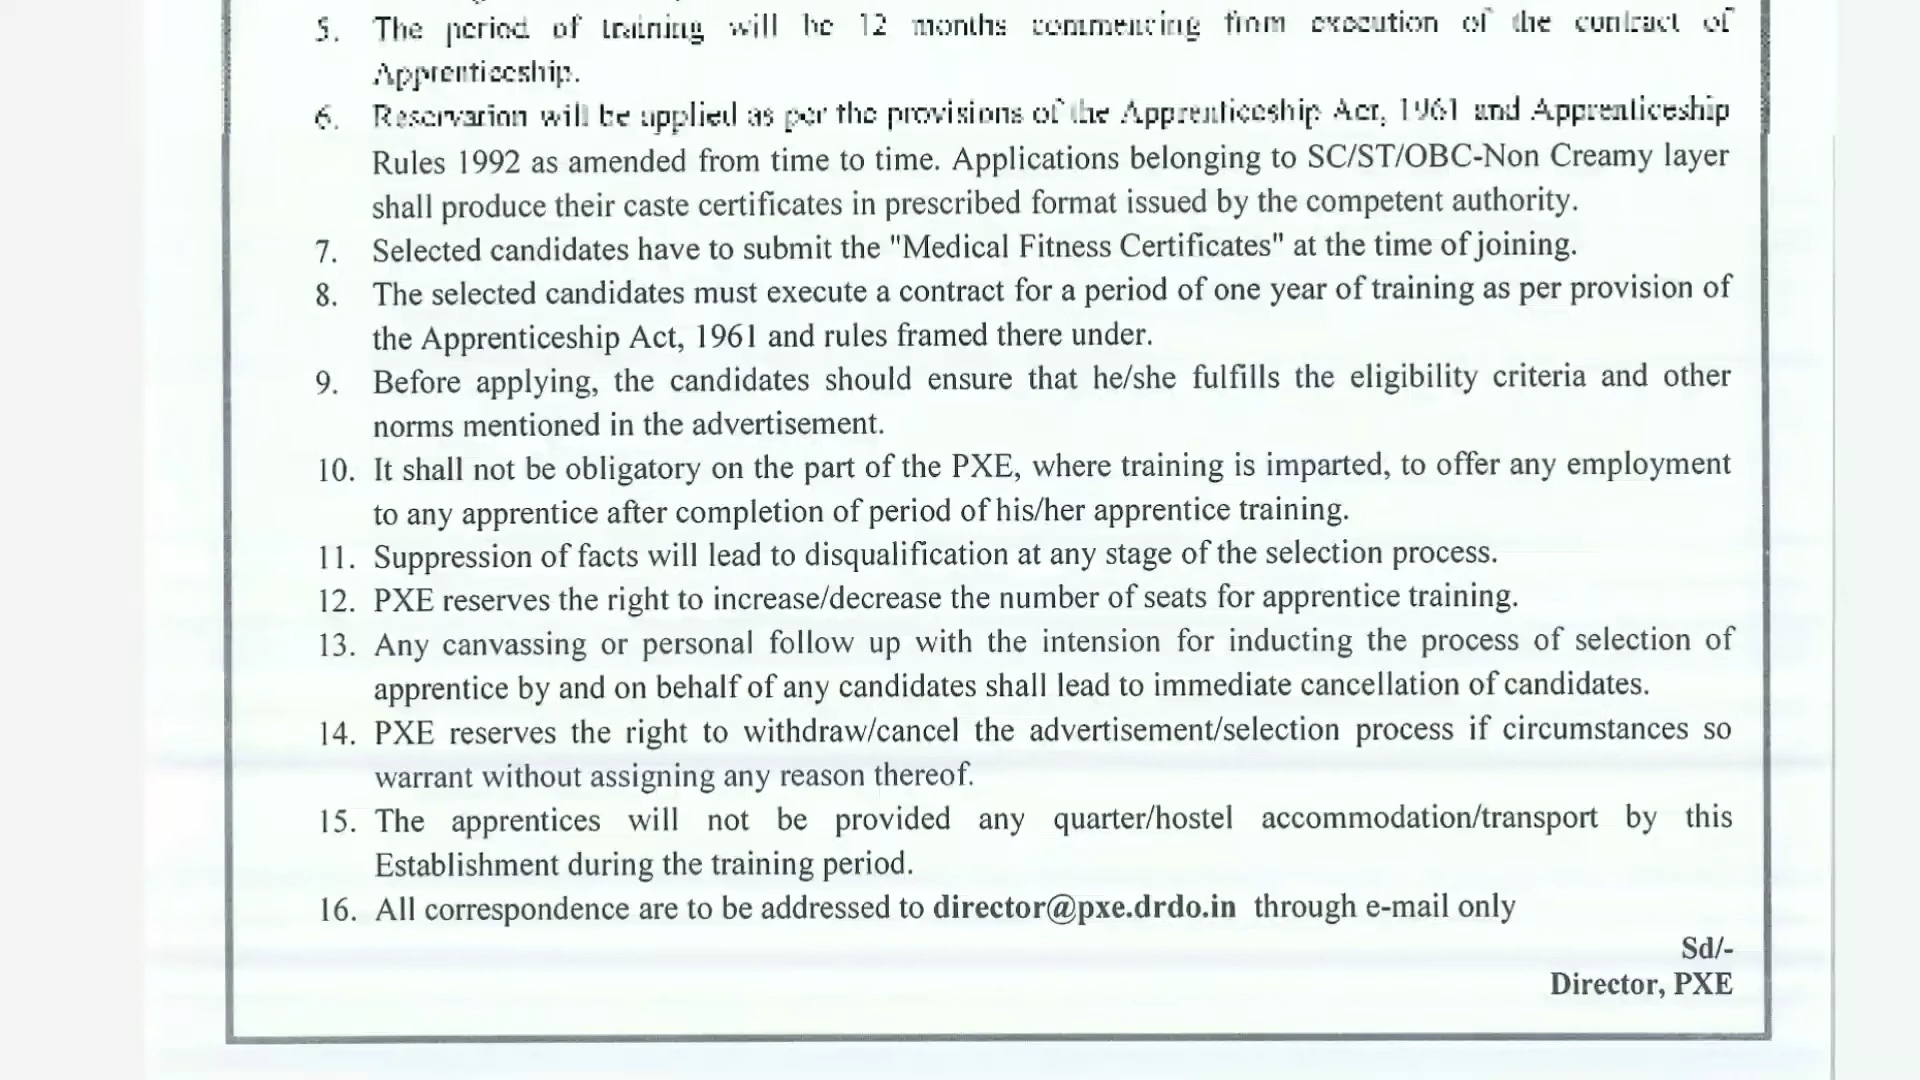 5. The period of training will be 12 months commencing from execution of the contract of
Apprenticeship.
6. Reservation will be applied as per the provisions of the Apprenticeship Act, 1961 and Apprenticeship
Rules 1992 as amended from time to time. Applications belonging to SC/ST/OBC-Non Creamy layer
shall produce their caste certificates in prescribed format issued by the competent authority.
7. Selected candidates have to submit the "Medical Fitness Certificates" at the time of joining.
8. The selected candidates must execute a contract for a period of one year of training as per provision of
the Apprenticeship Act, 1961 and rules framed there under.
9. Before applying, the candidates should ensure that he/she fulfills the eligibility criteria and other
norms mentioned in the advertisement.
10. It shall not be obligatory on the part of the PXE, where training is imparted, to offer any employment
to any apprentice after completion of period of his/her apprentice training.
11. Suppression of facts will lead to disqualification at any stage of the selection process.
12. PXE reserves the right to increase/decrease the number of seats for apprentice training.
13. Any canvassing or personal follow up with the intension for inducting the process of selection of
apprentice by and on behalf of any candidates shall lead to immediate cancellation of candidates.
14. PXE reserves the right to withdraw/cancel the advertisement/selection process if circumstances so
warrant without assigning any reason thereof.
15. The apprentices will not be provided any quarter/hostel accommodation/transport by this
Establishment during the training period.
16. All correspondence are to be addressed to director@pxe.drdo.in through e-mail only
Sd/-
Director, PXE